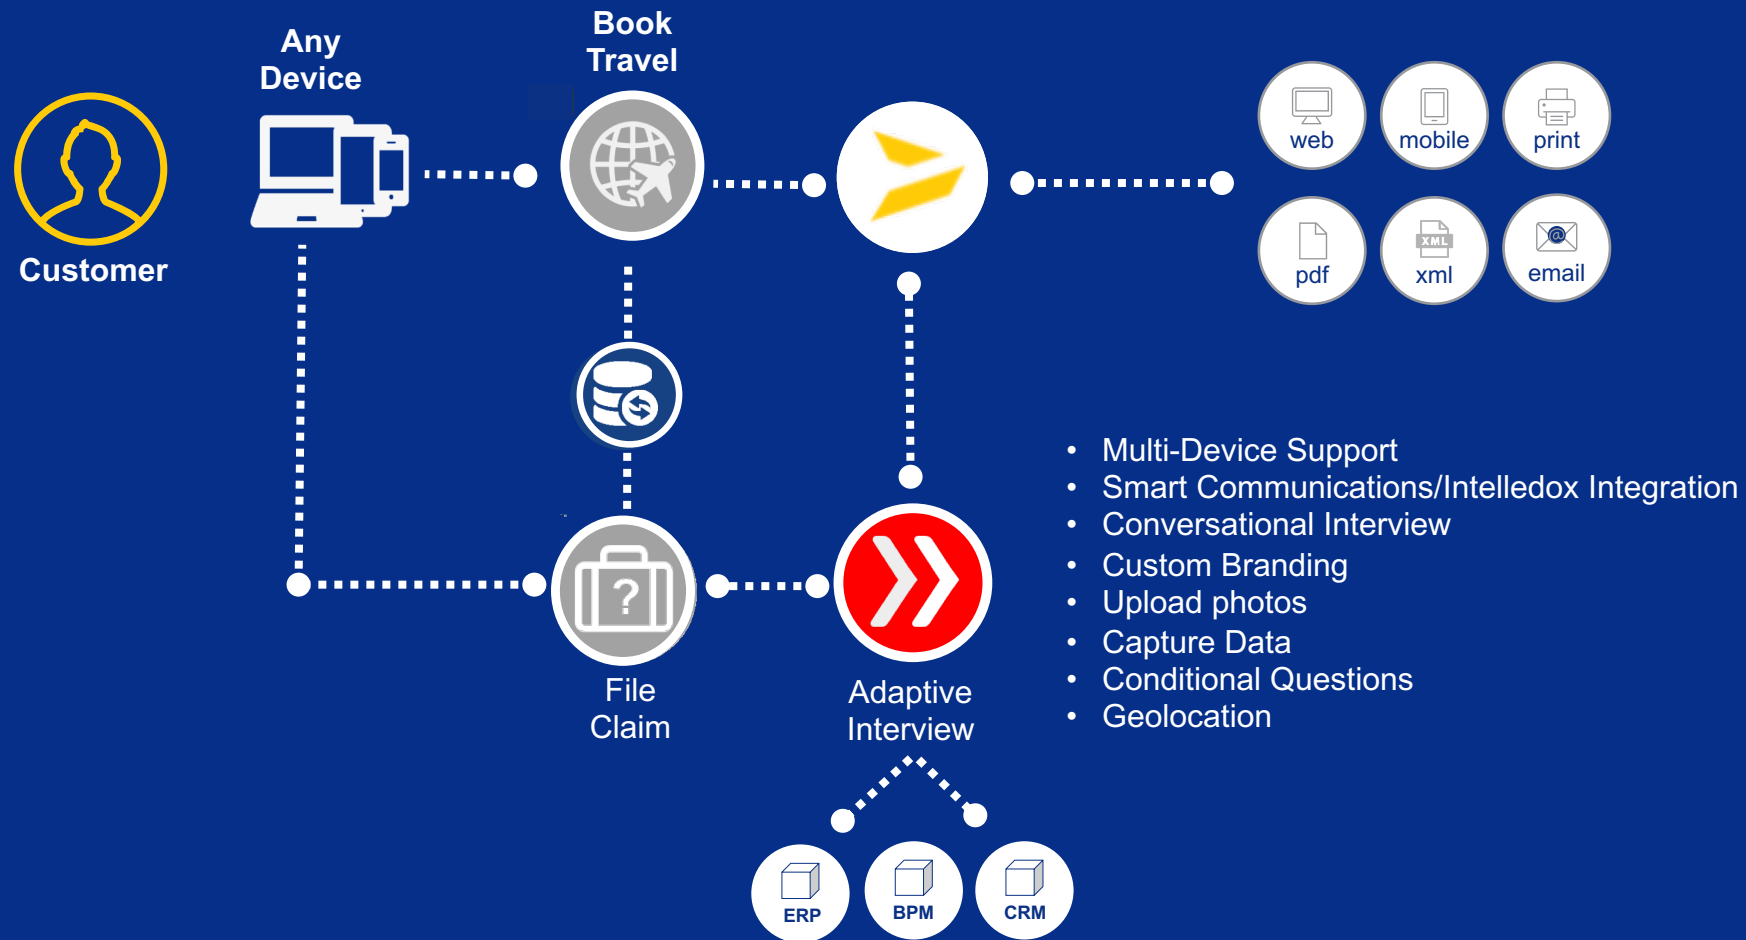 Any
Device
Book
Travel
Customer
web
mobile
print
pdf
XML
xml
@
email
?
File
Claim
Adaptive
Interview
• Multi-Device Support
• Smart Communications/Intelledox Integration
• Conversational Interview
• Custom Branding
• Upload photos
• Capture Data
• Conditional Questions
• Geolocation
ERP
BPM
CRM